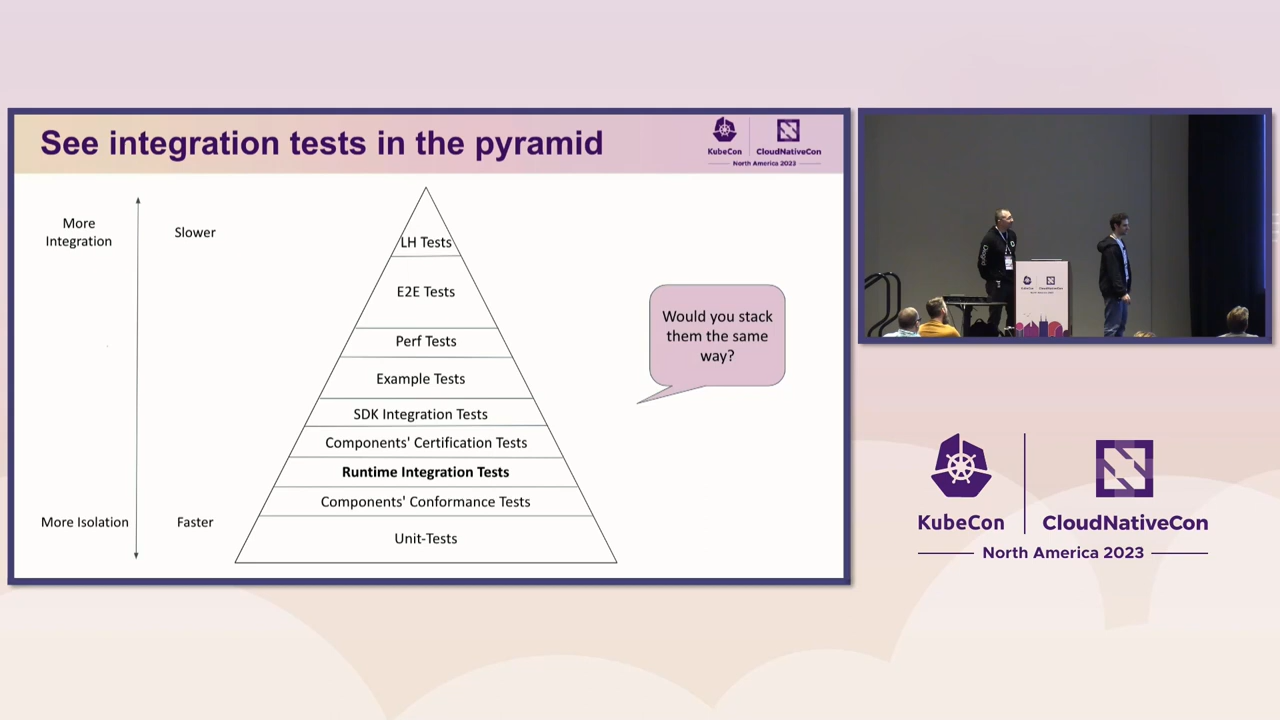 See integration tests in the pyramid
KubeCon
CloudNativeCon
North America 2023
More
Integration
Slower
LH Tests
E2E Tests
Perf Tests
Example Tests
SDK Integration Tests
Components' Certification Tests
Runtime Integration Tests
Components' Conformance Tests
Unit-Tests
More Isolation
Faster
Would you stack
them the same
way?
KubeCon
CloudNativeCon
North America 2023